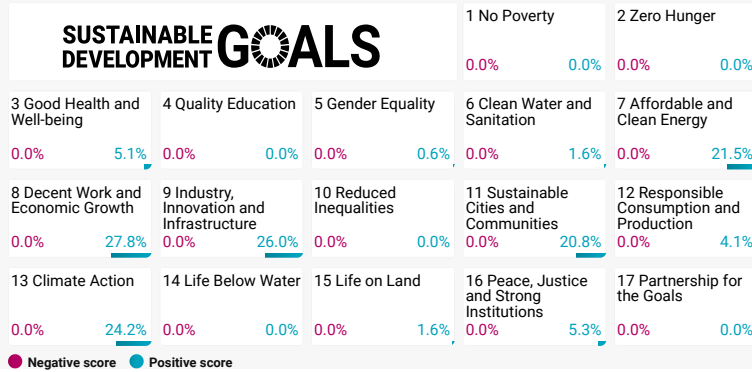 SUSTAINABLE
DEVELOPMENT
GOALS
1 No Poverty
0.0% 0.0%
2 Zero Hunger
0.0% 0.0%
3 Good Health and
Well-being
0.0% 5.1%
4 Quality Education
0.0% 0.0%
5 Gender Equality
0.0% 0.6%
6 Clean Water and
Sanitation
0.0% 1.6%
7 Affordable and
Clean Energy
0.0% 21.5%
8 Decent Work and
Economic Growth
0.0% 27.8%
9 Industry,
Innovation and
Infrastructure
0.0% 26.0%
10 Reduced
Inequalities
0.0% 0.0%
11 Sustainable
Cities and
Communities
0.0% 20.8%
12 Responsible
Consumption and
Production
0.0% 4.1%
13 Climate Action
0.0% 24.2%
14 Life Below Water
0.0% 0.0%
15 Life on Land
0.0% 1.6%
16 Peace, Justice
and Strong
Institutions
0.0% 5.3%
17 Partnership for
the Goals
0.0% 0.0%
Negative score Positive score